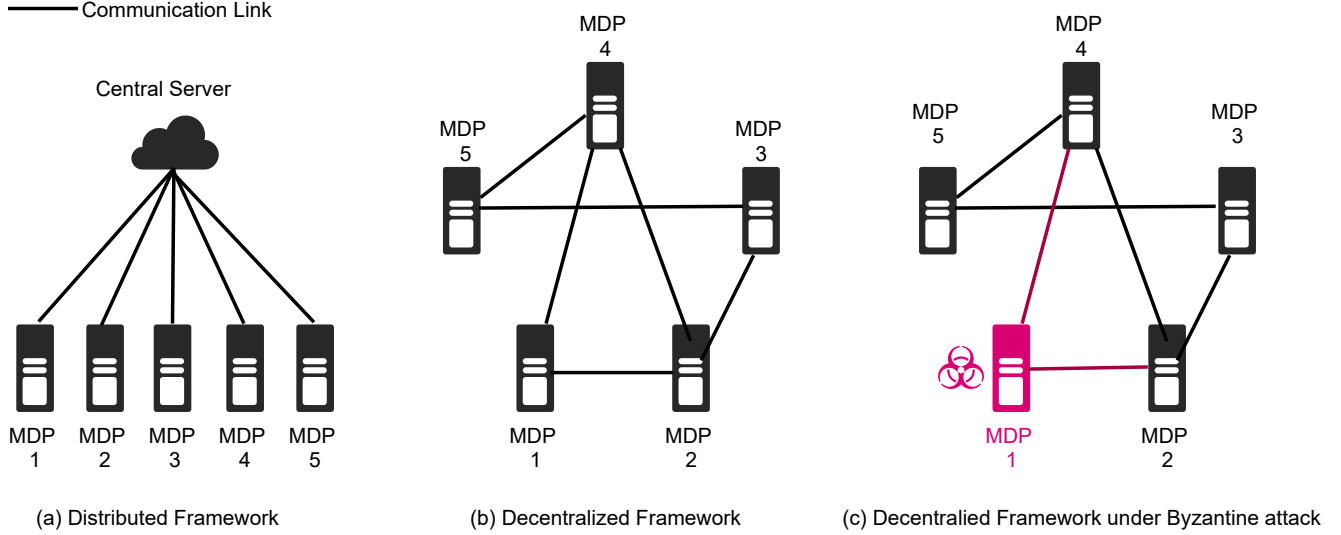 Communication Link
Central Server
MDP
1
MDP
2
MDP
3
MDP
4
MDP
5
(a) Distributed Framework
MDP
4
MDP
5
MDP
3
MDP
1
MDP
2
(b) Decentralized Framework
MDP
4
MDP
5
MDP
3
MDP
1
MDP
2
(c) Decentralied Framework under Byzantine attack